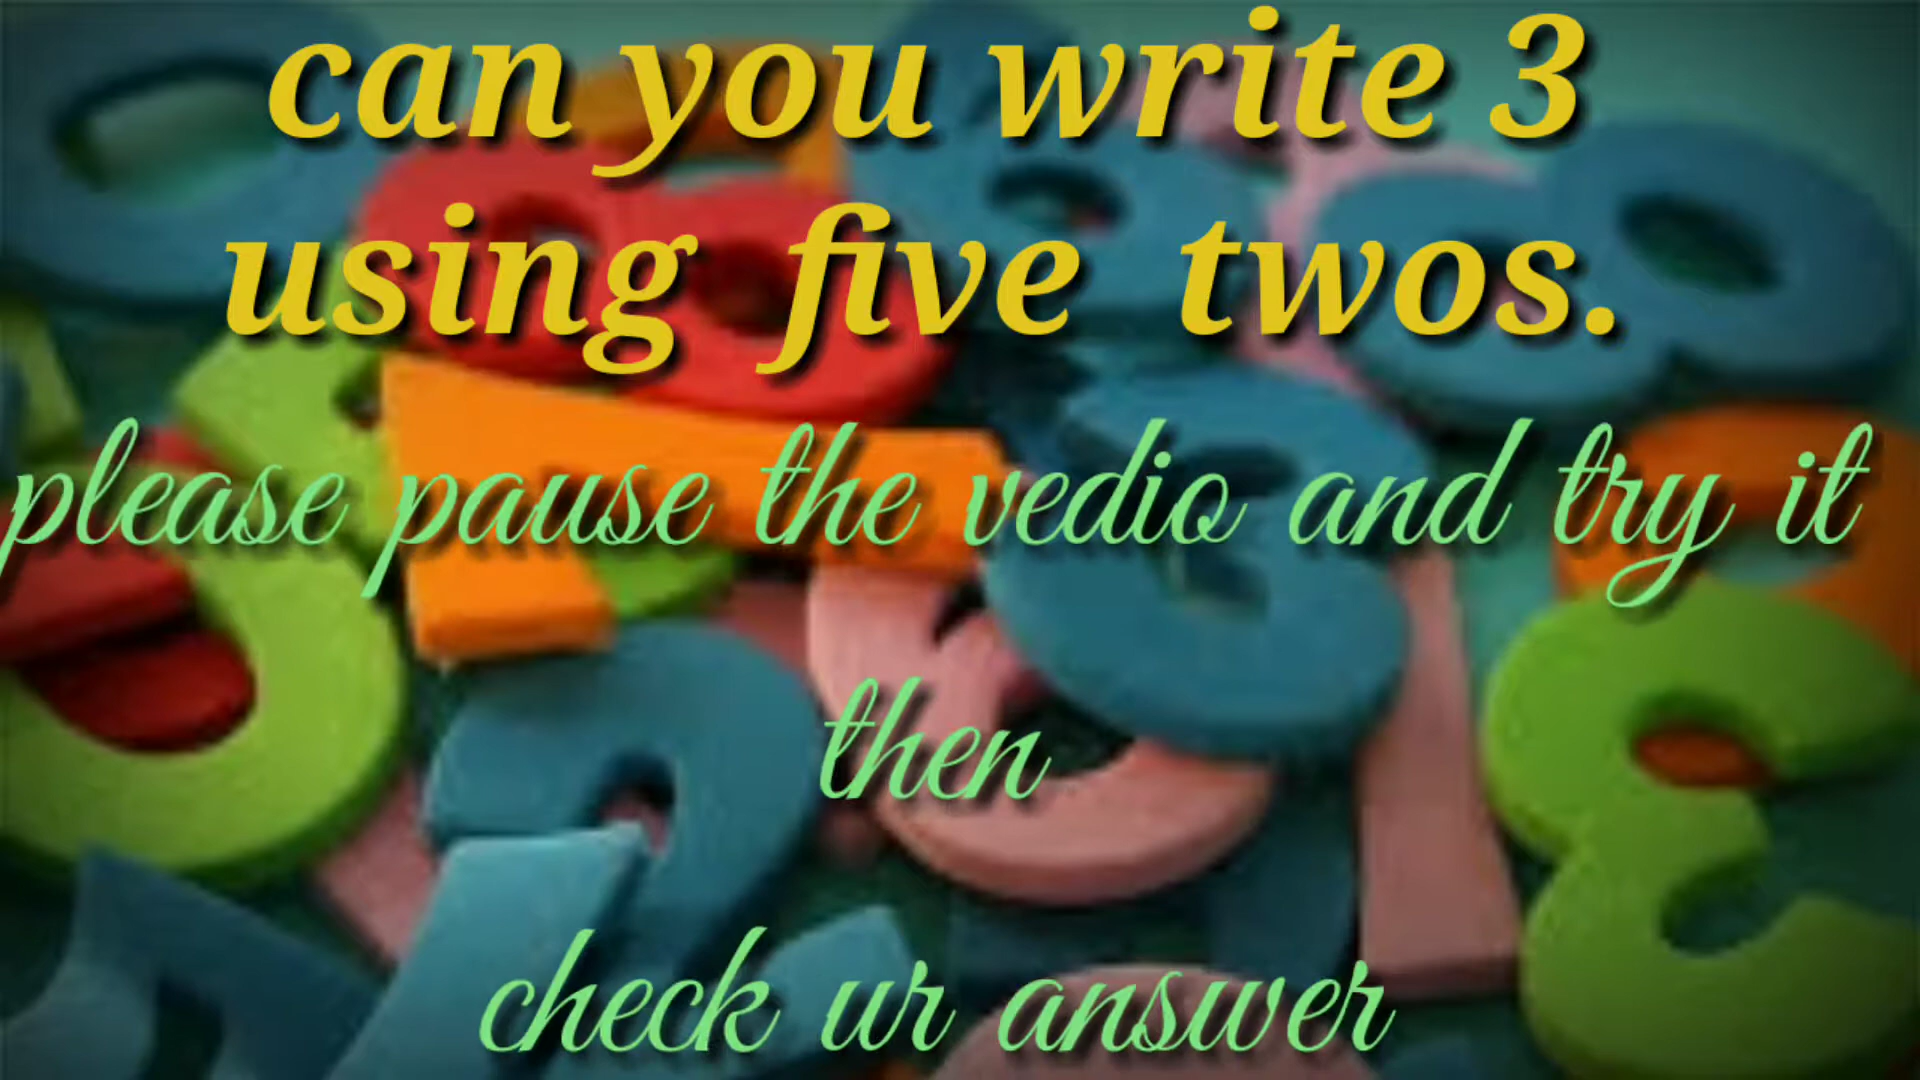 can you write 3
using five twos.
please pause the vedio and try it
then
check ur answer